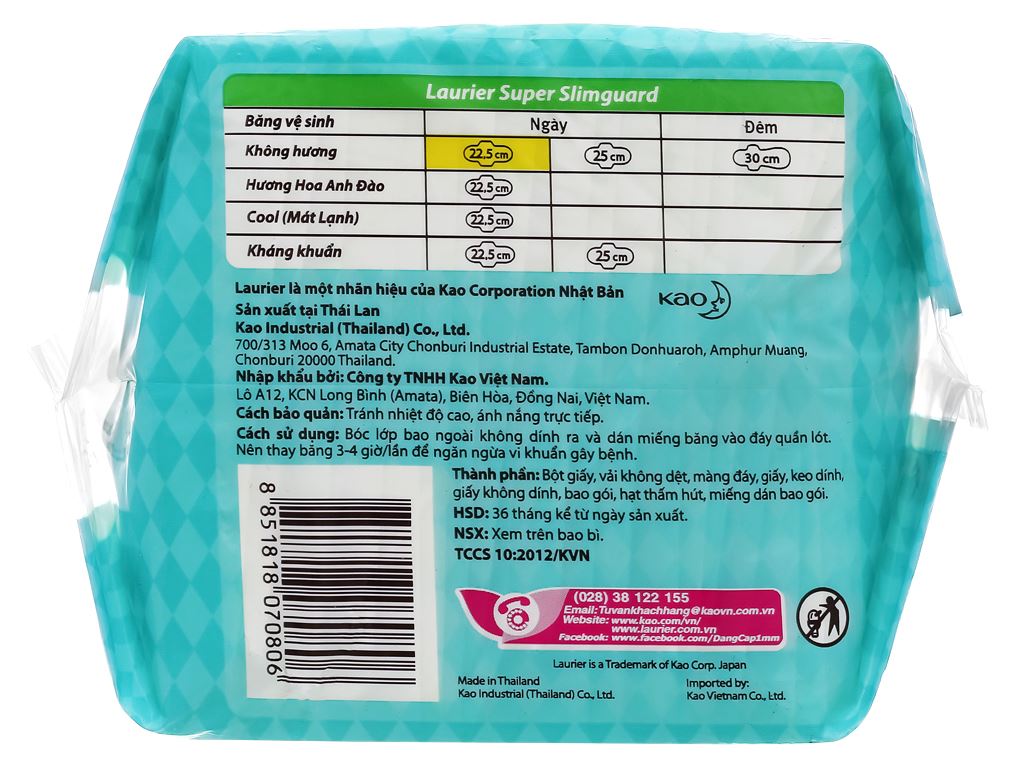 Laurier Super Slimguard
Băng vệ sinh Ngày Đêm
Không hương 22,5 cm 25 cm 30 cm
Hương Hoa Anh Đào 22,5 cm
Cool (Mát Lạnh) 22,5 cm
Kháng khuẩn 22,5 cm 25 cm
Laurier là một nhãn hiệu của Kao Corporation Nhật Bản
Kao
Sản xuất tại Thái Lan
Kao Industrial (Thailand) Co., Ltd.
700/313 Moo 6, Amata City Chonburi Industrial Estate, Tambon Donhuaroh, Amphur Muang,
Chonburi 20000 Thailand.
Nhập khẩu bởi: Công ty TNHH Kao Việt Nam.
Lô A12, KCN Long Bình (Amata), Biên Hòa, Đồng Nai, Việt Nam.
Cách bảo quản: Tránh nhiệt độ cao, ánh nắng trực tiếp.
Cách sử dụng: Bóc lớp bao ngoài không dính ra và dán miếng băng vào đáy quần lót.
Nên thay băng 3-4 giờ/lần để ngăn ngừa vi khuẩn gây bệnh.
Thành phần: Bột giấy, vải không dệt, màng đáy, giấy, keo dính,
giấy không dính, bao gói, hạt thấm hút, miếng dán bao gói.
HSD: 36 tháng kể từ ngày sản xuất.
NSX: Xem trên bao bì.
TCCS 10:2012/KVN
8 851818 070806
(028) 38 122 155
Email: Tuvankhachhang@kaovn.com.vn
Website: www.kao.com/vn/
www.laurier.com.vn
Facebook: www.facebook.com/DangCap1mm
Laurier is a Trademark of Kao Corp. Japan
Made in Thailand
Kao Industrial (Thailand) Co., Ltd.
Imported by:
Kao Vietnam Co., Ltd.